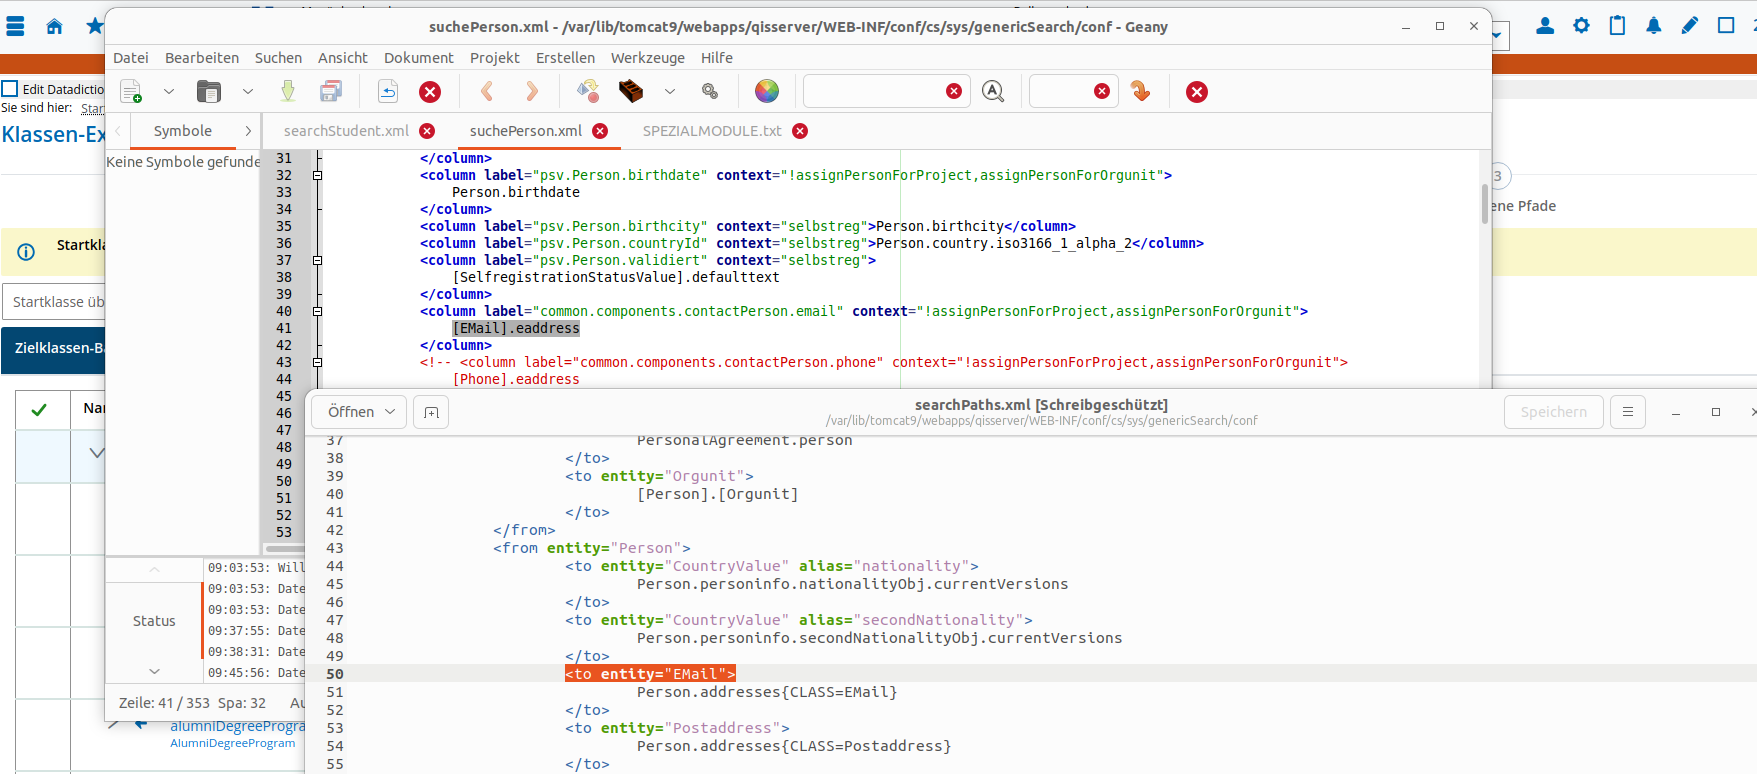 suchePerson.xml - /var/lib/tomcat9/webapps/qisserver/WEB-INF/conf/cs/sys/genericSearch/conf - Geany
Datei Bearbeiten Suchen Ansicht Dokument Projekt Erstellen Werkzeuge Hilfe
Edit Datadictio
Sie sind hier: Star
Klassen-Ex
Symbole
searchStudent.xml
suchePerson.xml
SPEZIALMODULE.txt
Keine Symbole gefunde
31 </column>
32 <column label="psv.Person.birthdate" context="!assignPersonForProject,assignPersonForOrgunit">
33 Person.birthdate
34 </column>
35 <column label="psv.Person.birthcity" context="selbstreg">Person.birthcity</column>
36 <column label="psv.Person.countryId" context="selbstreg">Person.country.iso3166_1_alpha_2</column>
37 <column label="psv.Person.validiert" context="selbstreg">
38 [SelfregistrationStatusValue].defaulttext
39 </column>
40 <column label="common.components.contactPerson.email" context="!assignPersonForProject,assignPersonForOrgunit">
41 [EMail].eaddress
42 </column>
43 <!-- <column label="common.components.contactPerson.phone" context="!assignPersonForProject,assignPersonForOrgunit">
44 [Phone].eaddress
45
46
47
48
49
50
51
52
53
3
ene Pfade
Startkla
Startklasse üb
Zielklassen-Ba
Nar
09:03:53: Will
09:03:53: Date
09:03:53: Date
09:37:55: Date
09:38:31: Date
09:45:56: Date
Status
Zeile: 41 / 353 Spa: 32 Au
alumniDegreeProgra
AlumniDegreeProgram
Öffnen
searchPaths.xml [Schreibgeschützt]
/var/lib/tomcat9/webapps/qisserver/WEB-INF/conf/cs/sys/genericSearch/conf
Speichern
37 PersonalAgreement.person
38 </to>
39 <to entity="Orgunit">
40 [Person].[Orgunit]
41 </to>
42 </from>
43 <from entity="Person">
44 <to entity="CountryValue" alias="nationality">
45 Person.personinfo.nationalityObj.currentVersions
46 </to>
47 <to entity="CountryValue" alias="secondNationality">
48 Person.personinfo.secondNationalityObj.currentVersions
49 </to>
50 <to entity="EMail">
51 Person.addresses{CLASS=EMail}
52 </to>
53 <to entity="Postaddress">
54 Person.addresses{CLASS=Postaddress}
55 </to>